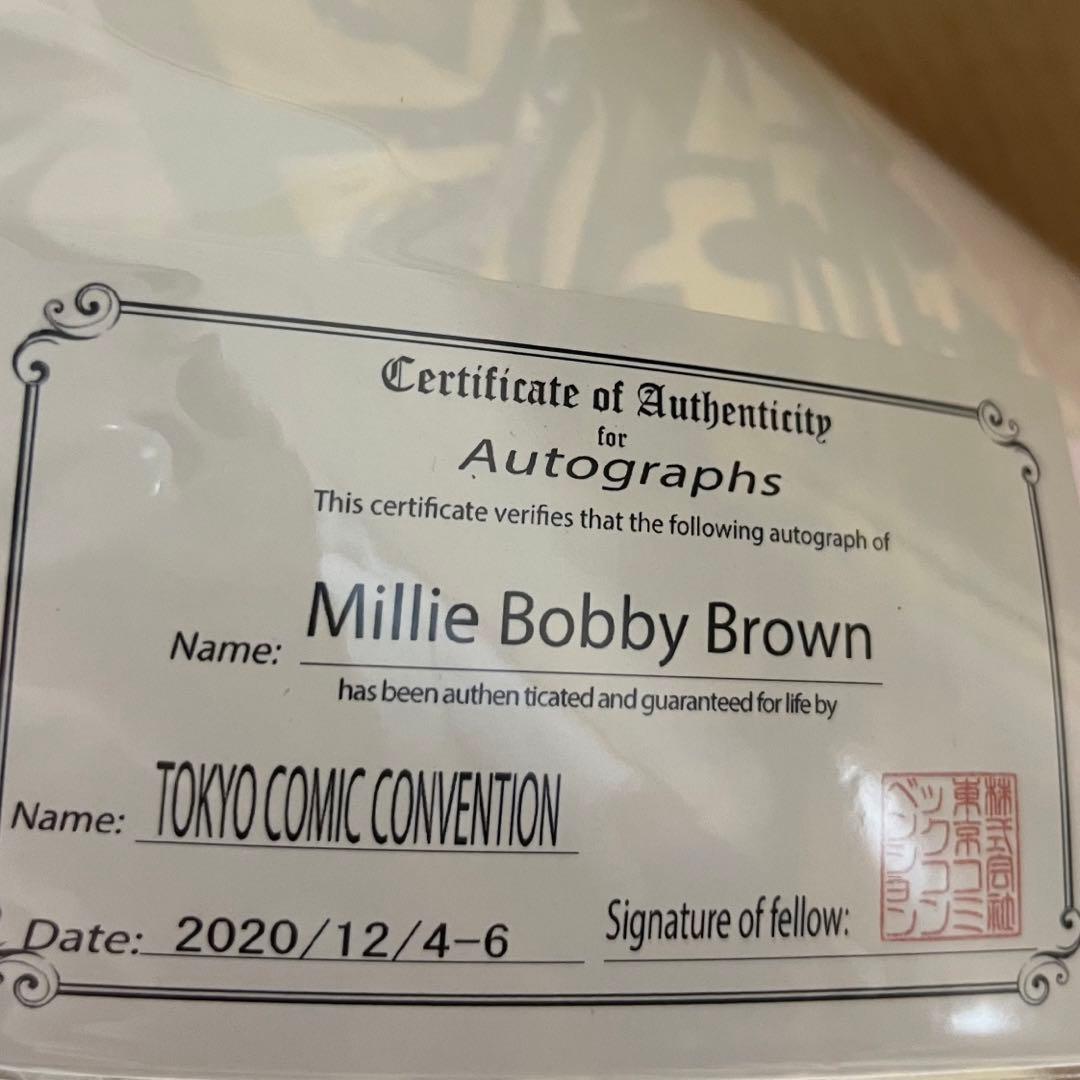 Certificate of Authenticity
for
Autographs
This certificate verifies that the following autograph of
Name: Millie Bobby Brown
has been authen ticated and guaranteed for life by
Name: TOKYO COMIC CONVENTION
Date: 2020/12/4-6
Signature of fellow:
株式会社
東京コミ
ックコン
ベンション